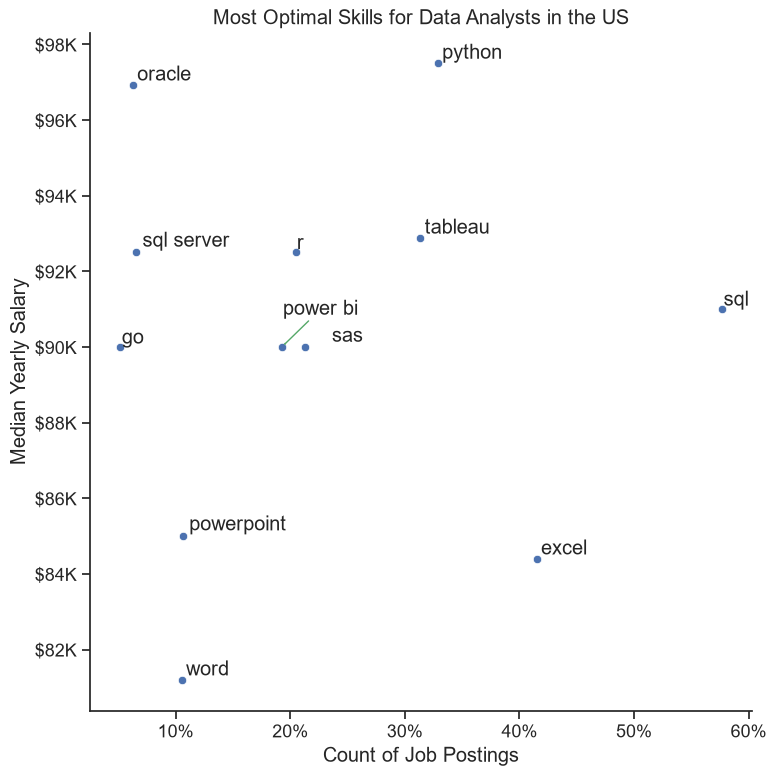 Most Optimal Skills for Data Analysts in the US
$98K
python
oracle
$96K
$94K
tableau
sql server
r
$92K
power bi
sql
sas
go
$90K
Median Yearly Salary
$88K
$86K
powerpoint
excel
$84K
$82K
word
10%
20%
30%
40%
50%
60%
Count of Job Postings